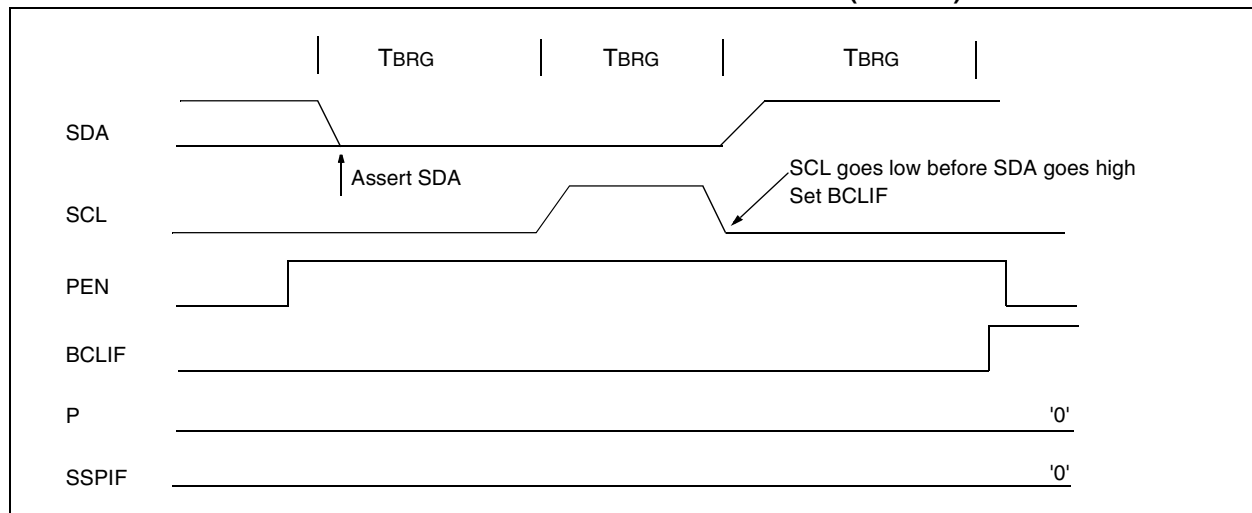 TBRG TBRG TBRG
SDA
Assert SDA
SCL goes low before SDA goes high
Set BCLIF
SCL
PEN
BCLIF
P '0'
SSPIF '0'